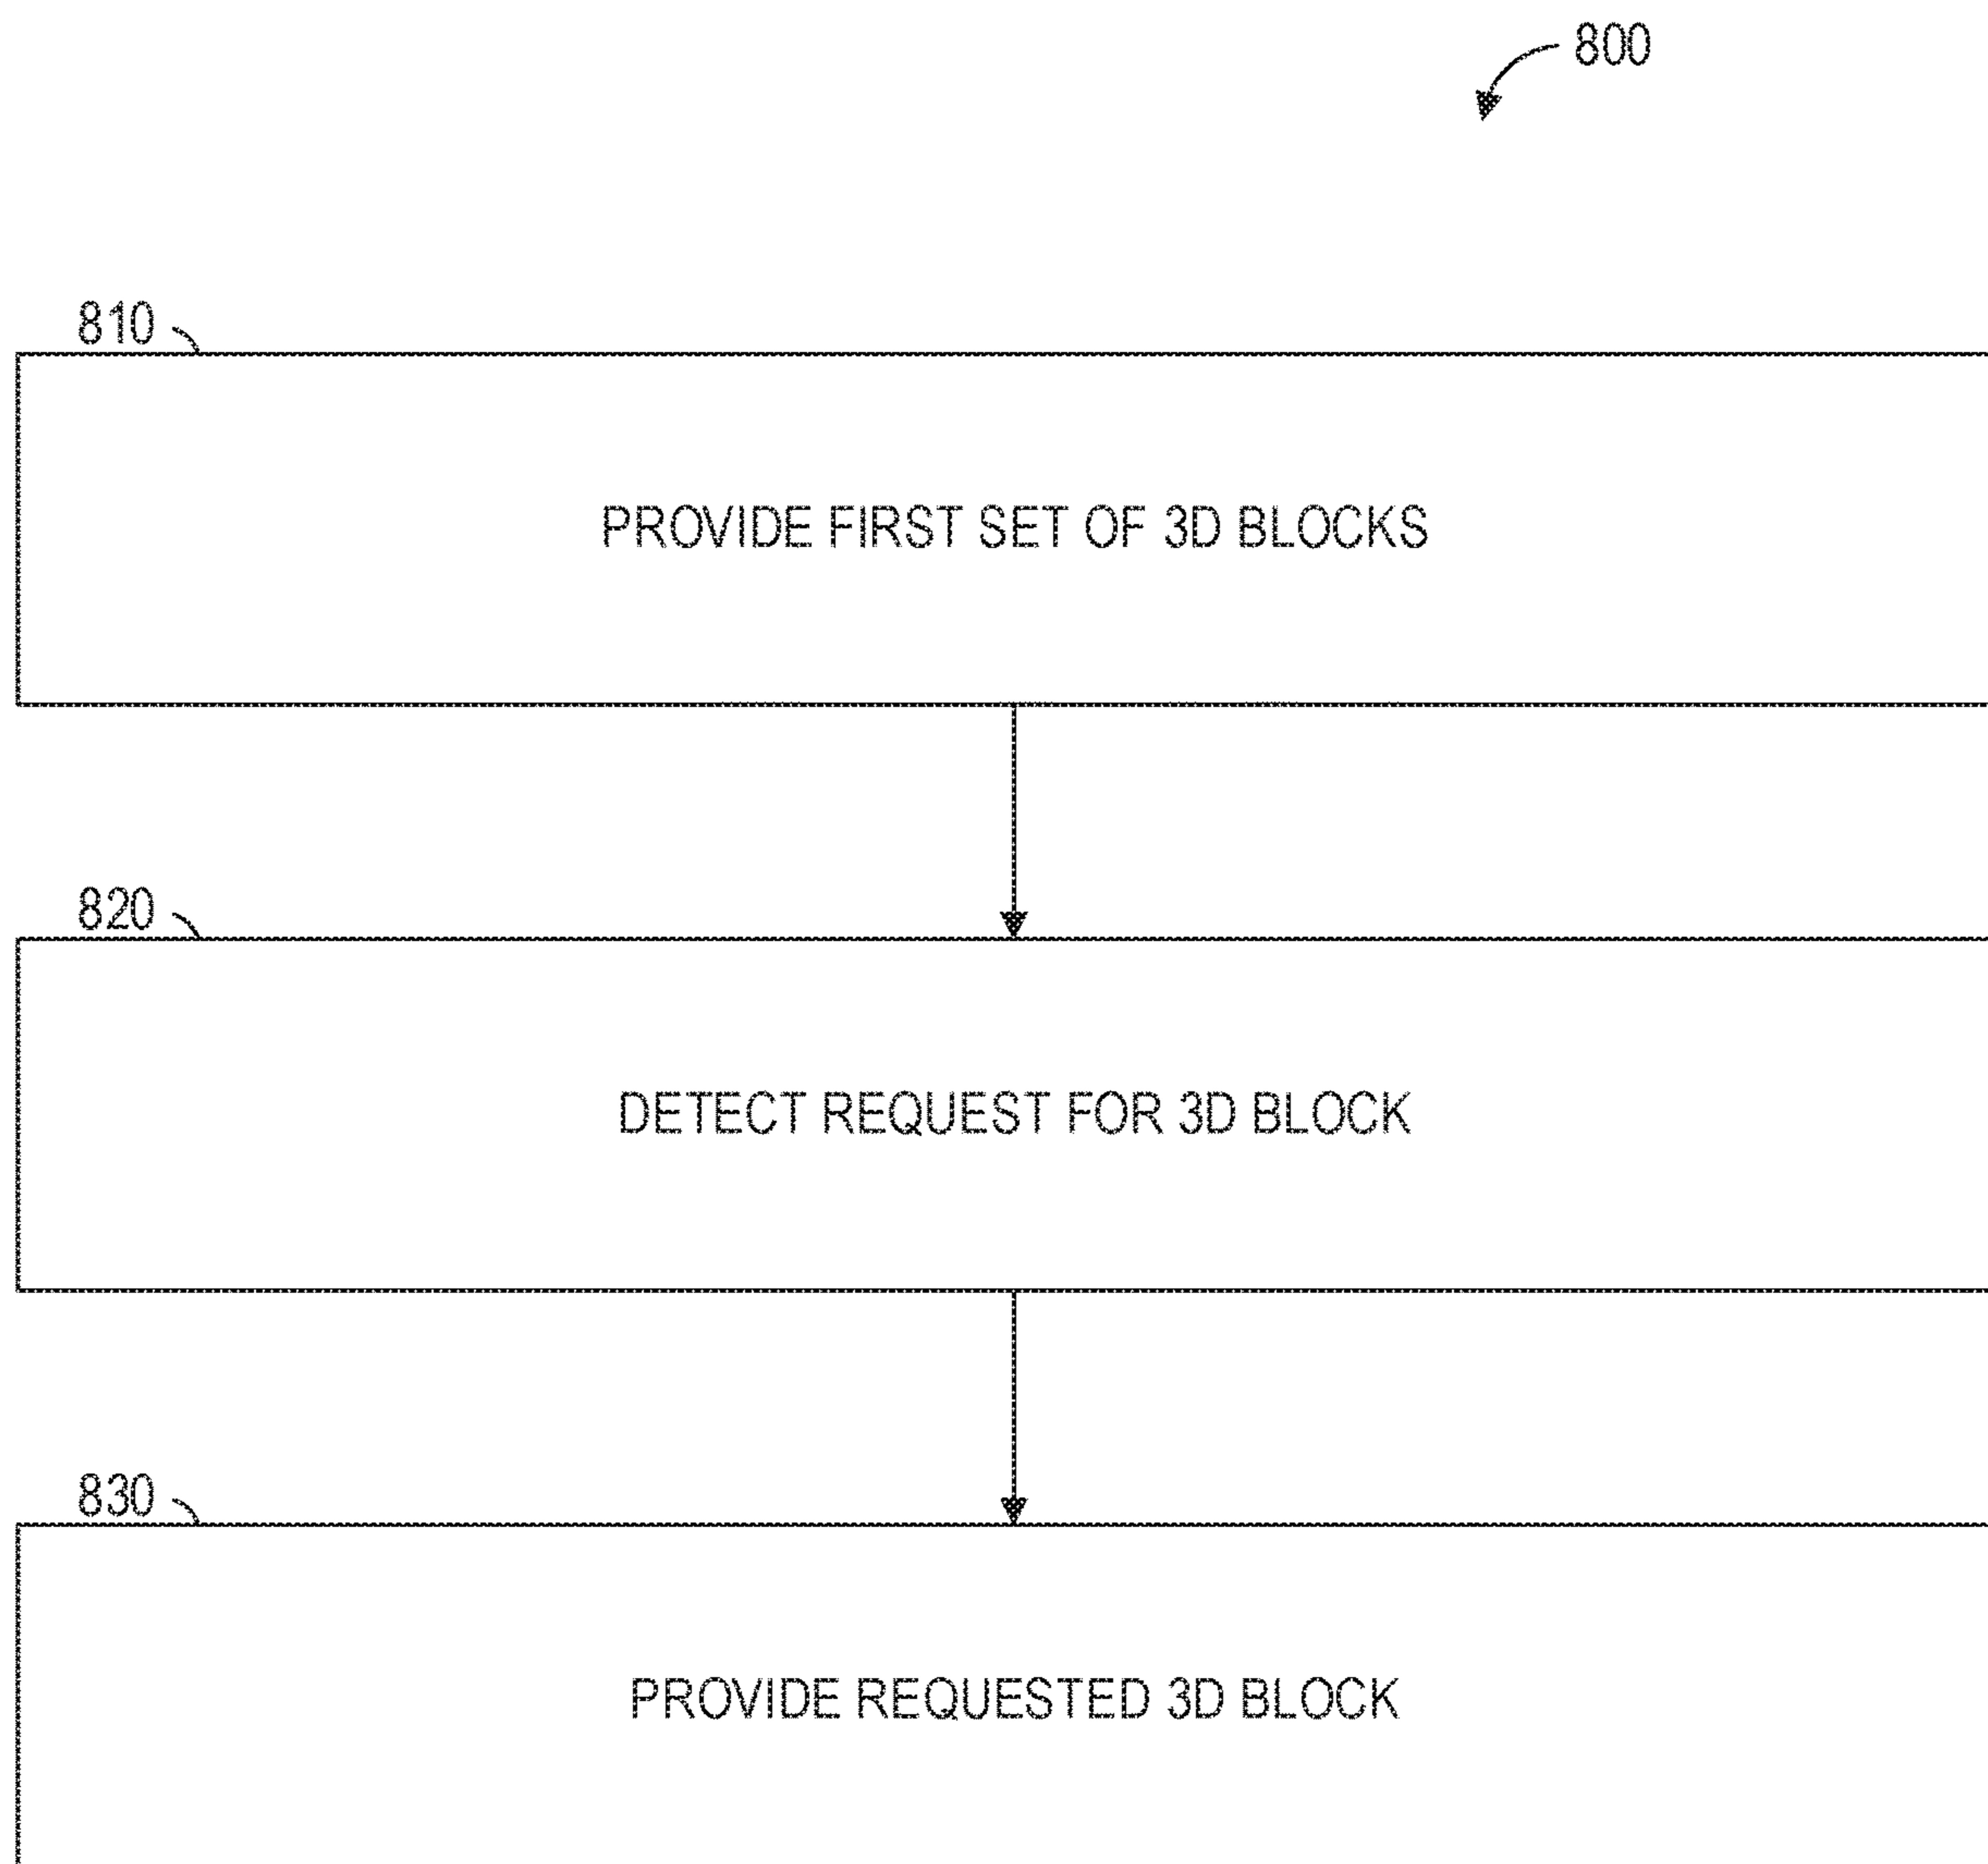 800
810
PROVIDE FIRST SET OF 3D BLOCKS
820
DETECT REQUEST FOR 3D BLOCK
830
PROVIDE REQUESTED 3D BLOCK